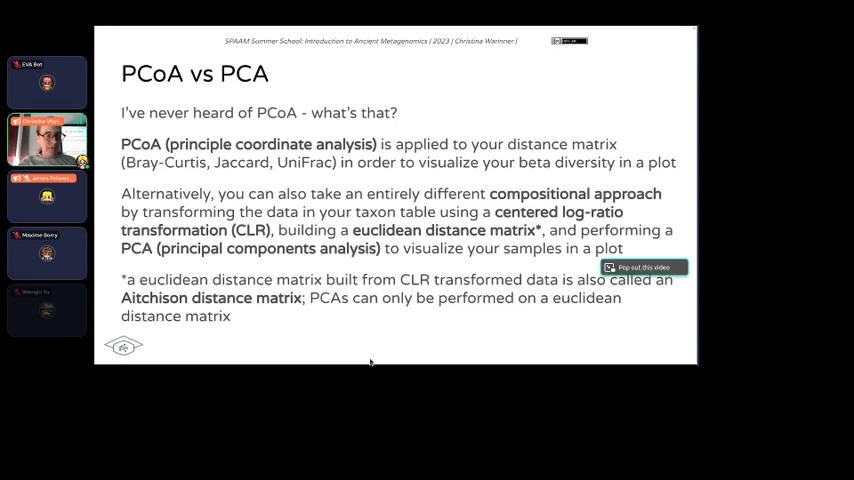 SPAAM Summer School: Introduction to Ancient Metagenomics | 2023 | Christina Warinner |
EVA Bot
Christina War...
James Fellows...
Maxime Borry
Wengjn Yu
PCoA vs PCA
I've never heard of PCoA - what's that?
PCoA (principle coordinate analysis) is applied to your distance matrix
(Bray-Curtis, Jaccard, UniFrac) in order to visualize your beta diversity in a plot
Alternatively, you can also take an entirely different compositional approach
by transforming the data in your taxon table using a centered log-ratio
transformation (CLR), building a euclidean distance matrix*, and performing a
PCA (principal components analysis) to visualize your samples in a plot
Pop out this video
*a euclidean distance matrix built from CLR transformed data is also called an
Aitchison distance matrix; PCAs can only be performed on a euclidean
distance matrix